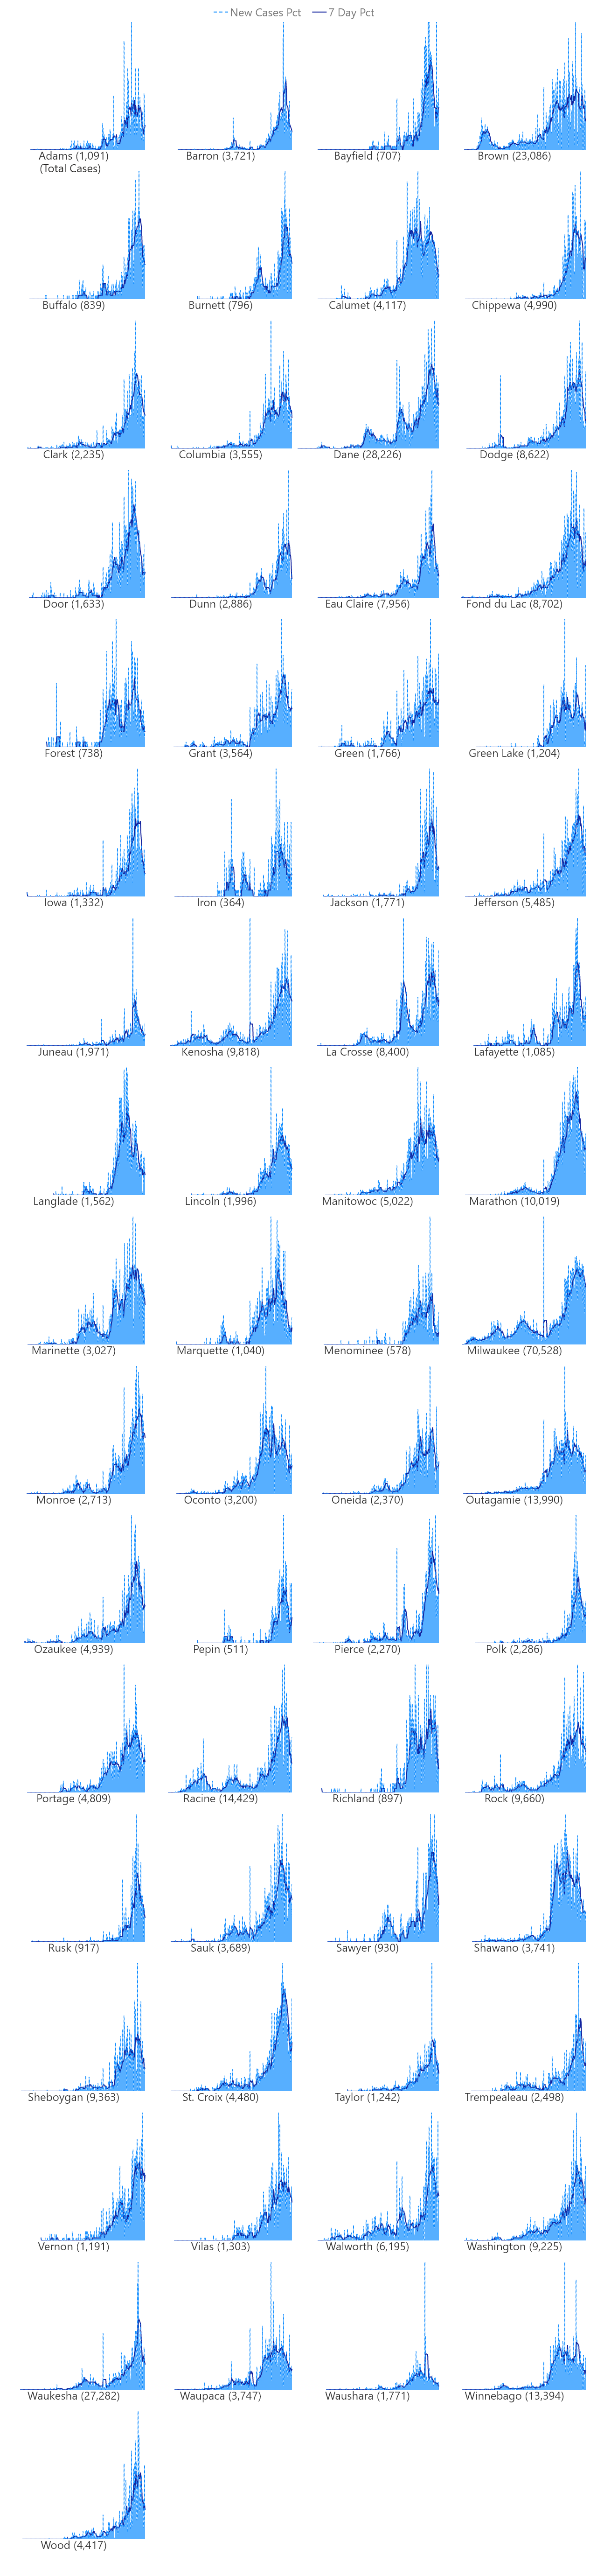 New Cases Pct 7 Day Pct
Adams (1,091) Barron (3,721) Bayfield (707) Brown (23,086)
(Total Cases)
Buffalo (839) Burnett (796) Calumet (4,117) Chippewa (4,990)
Clark (2,235) Columbia (3,555) Dane (28,226) Dodge (8,622)
Door (1,633) Dunn (2,886) Eau Claire (7,956) Fond du Lac (8,702)
Forest (738) Grant (3,564) Green (1,766) Green Lake (1,204)
Iowa (1,332) Iron (364) Jackson (1,771) Jefferson (5,485)
Juneau (1,971) Kenosha (9,818) La Crosse (8,400) Lafayette (1,085)
Langlade (1,562) Lincoln (1,996) Manitowoc (5,022) Marathon (10,019)
Marinette (3,027) Marquette (1,040) Menominee (578) Milwaukee (70,528)
Monroe (2,713) Oconto (3,200) Oneida (2,370) Outagamie (13,990)
Ozaukee (4,939) Pepin (511) Pierce (2,270) Polk (2,286)
Portage (4,809) Racine (14,429) Richland (897) Rock (9,660)
Rusk (917) Sauk (3,689) Sawyer (930) Shawano (3,741)
Sheboygan (9,363) St. Croix (4,480) Taylor (1,242) Trempealeau (2,498)
Vernon (1,191) Vilas (1,303) Walworth (6,195) Washington (9,225)
Waukesha (27,282) Waupaca (3,747) Waushara (1,771) Winnebago (13,394)
Wood (4,417)